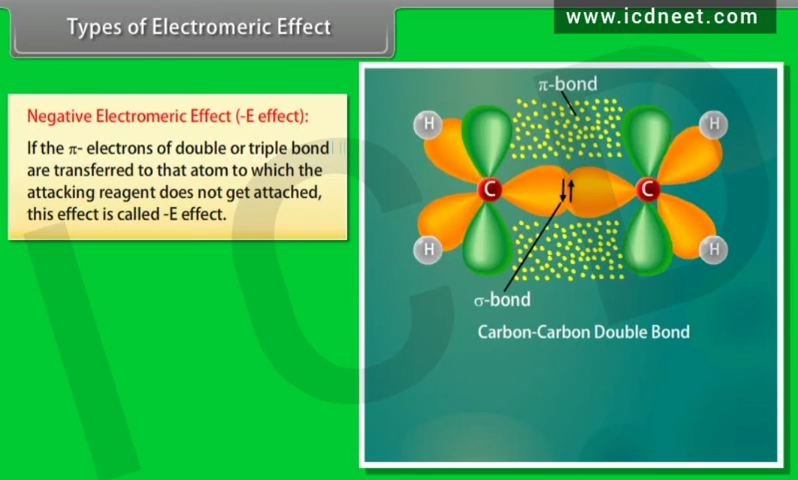 Types of Electromeric Effect
www.icdneet.com
Negative Electromeric Effect (-E effect):
If the π- electrons of double or triple bond
are transferred to that atom to which the
attacking reagent does not get attached,
this effect is called -E effect.
π-bond
H
H
C
C
H
H
σ-bond
Carbon-Carbon Double Bond
I C D